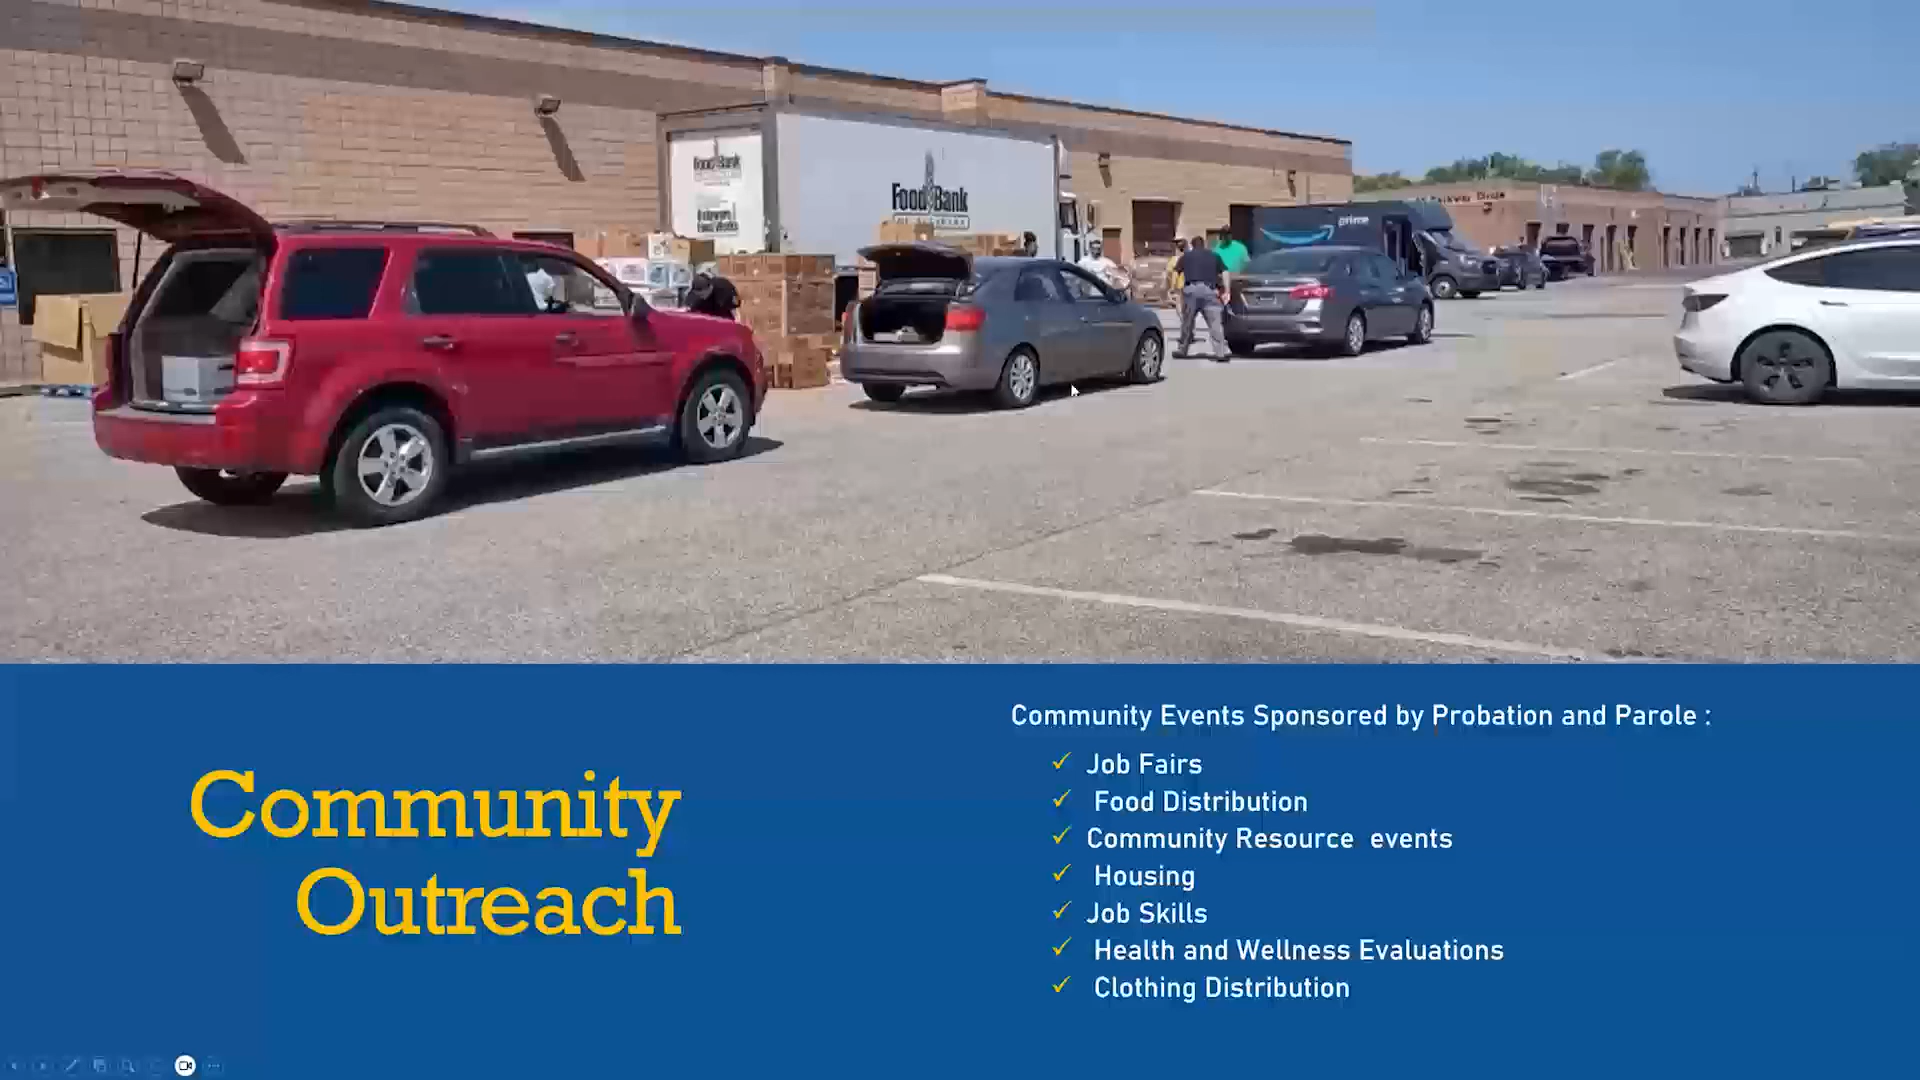 Food Bank
Food Bank
prime
Community
Outreach
Community Events Sponsored by Probation and Parole :
✓ Job Fairs
✓ Food Distribution
✓ Community Resource  events
✓ Housing
✓ Job Skills
✓ Health and Wellness Evaluations
✓ Clothing Distribution